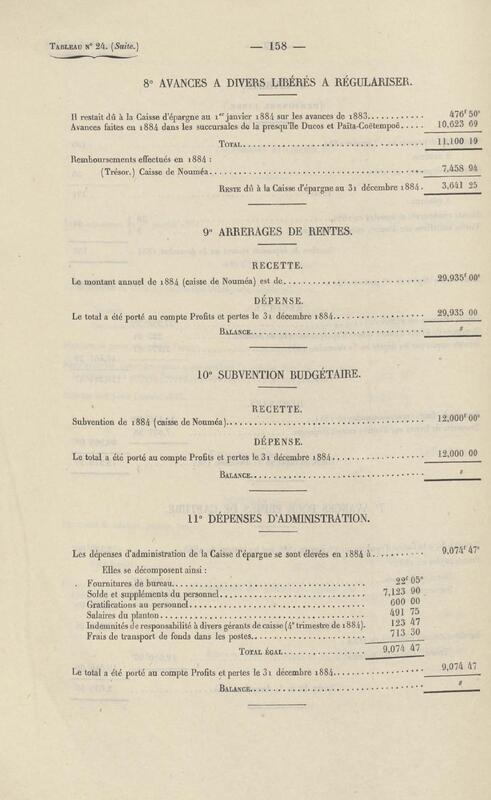 TABLEAU N° 24. (Suite.)
— 158 —
8° AVANCES A DIVERS LIBÉRÉS A RÉGULARISER.
Il restait dû à la Caisse d'épargne au 1er janvier 1884 sur les avances de 1883........... 476f 50c
Avances faites en 1884 dans les succursales de la presqu'île Ducos et Païta-Coëtempoé..... 10,623 69
TOTAL................. 11,100 19
Remboursements effectués en 1884 :
(Trésor.) Caisse de Nouméa........................................ 7,458 94
RESTE dû à la Caisse d'épargne au 31 décembre 1884. 3,641 25
9° ARRERAGES DE RENTES.
RECETTE.
Le montant annuel de 1884 (caisse de Nouméa) est de........................... 29,935f 00c
DÉPENSE.
Le total a été porté au compte Profits et pertes le 31 décembre 1884.................. 29,935 00
BALANCE................................. "
10° SUBVENTION BUDGÉTAIRE.
RECETTE.
Subvention de 1884 (caisse de Nouméa)...................................... 12,000f 00c
DÉPENSE.
Le total a été porté au compte Profits et pertes le 31 décembre 1884.................. 12,000 00
BALANCE................................. "
11° DÉPENSES D'ADMINISTRATION.
Les dépenses d'administration de la Caisse d'épargne se sont élevées en 1884 à.......... 9,074f 47c
Elles se décomposent ainsi :
Fournitures de bureau..................................... 22f 05c
Solde et suppléments du personnel............................ 7,123 90
Gratifications au personnel.................................. 600 00
Salaires du planton........................................ 491 75
Indemnités de responsabilité à divers gérants de caisse (4e trimestre de 1884). 123 47
Frais de transport de fonds dans les postes...................... 713 30
TOTAL ÉGAL................ 9,074 47
Le total a été porté au compte Profits et pertes le 31 décembre 1884.................. 9,074 47
BALANCE................................. "